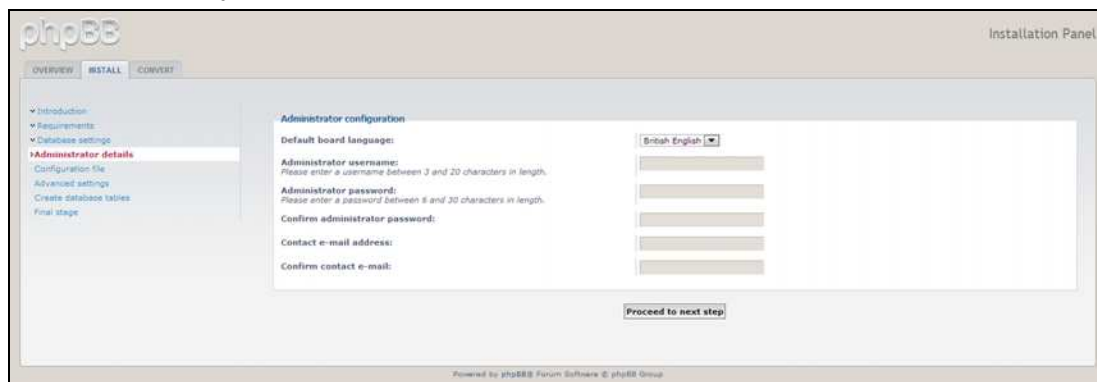 phpBB
Installation Panel
OVERVIEW INSTALL CONVERT
Introduction
Requirements
Database settings
Administrator details
Configuration file
Advanced settings
Create database tables
Final stage
Administrator configuration
Default board language:
British English
Administrator username:
Please enter a username between 3 and 20 characters in length.
Administrator password:
Please enter a password between 6 and 30 characters in length.
Confirm administrator password:
Contact e-mail address:
Confirm contact e-mail:
Proceed to next step
Powered by phpBB® Forum Software © phpBB Group